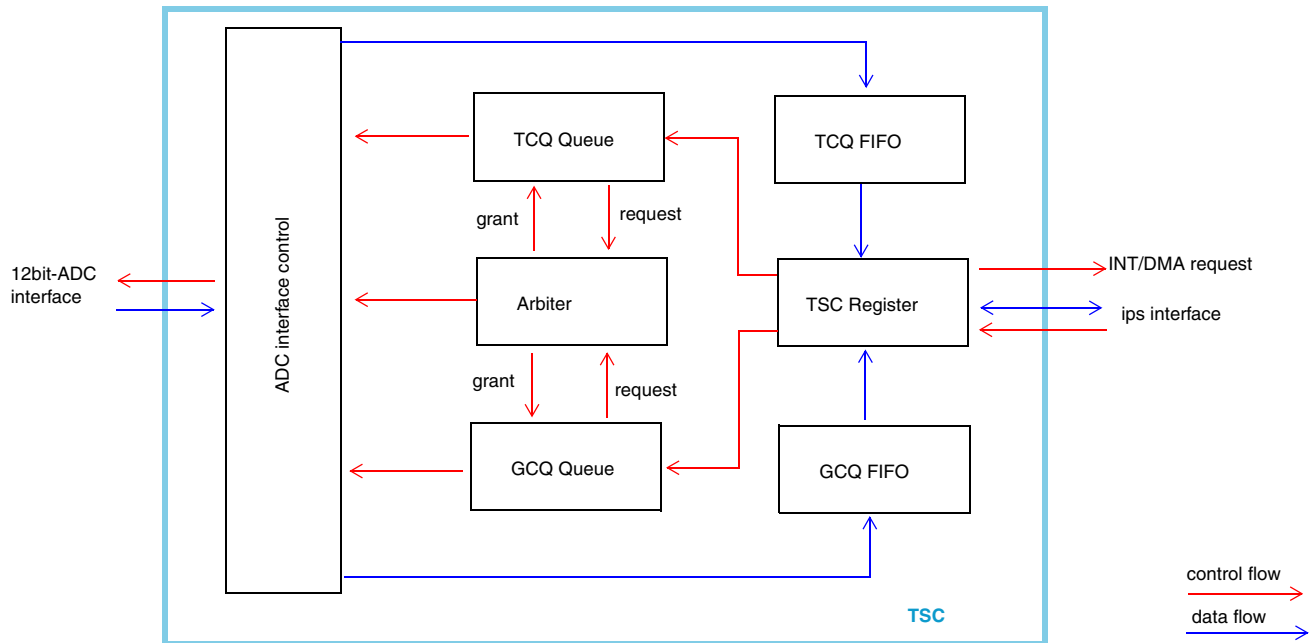 TCQ Queue
TCQ FIFO
grant
request
12bit-ADC
interface
ADC interface control
Arbiter
TSC Register
INT/DMA request
ips interface
grant
request
GCQ Queue
GCQ FIFO
control flow
TSC
data flow